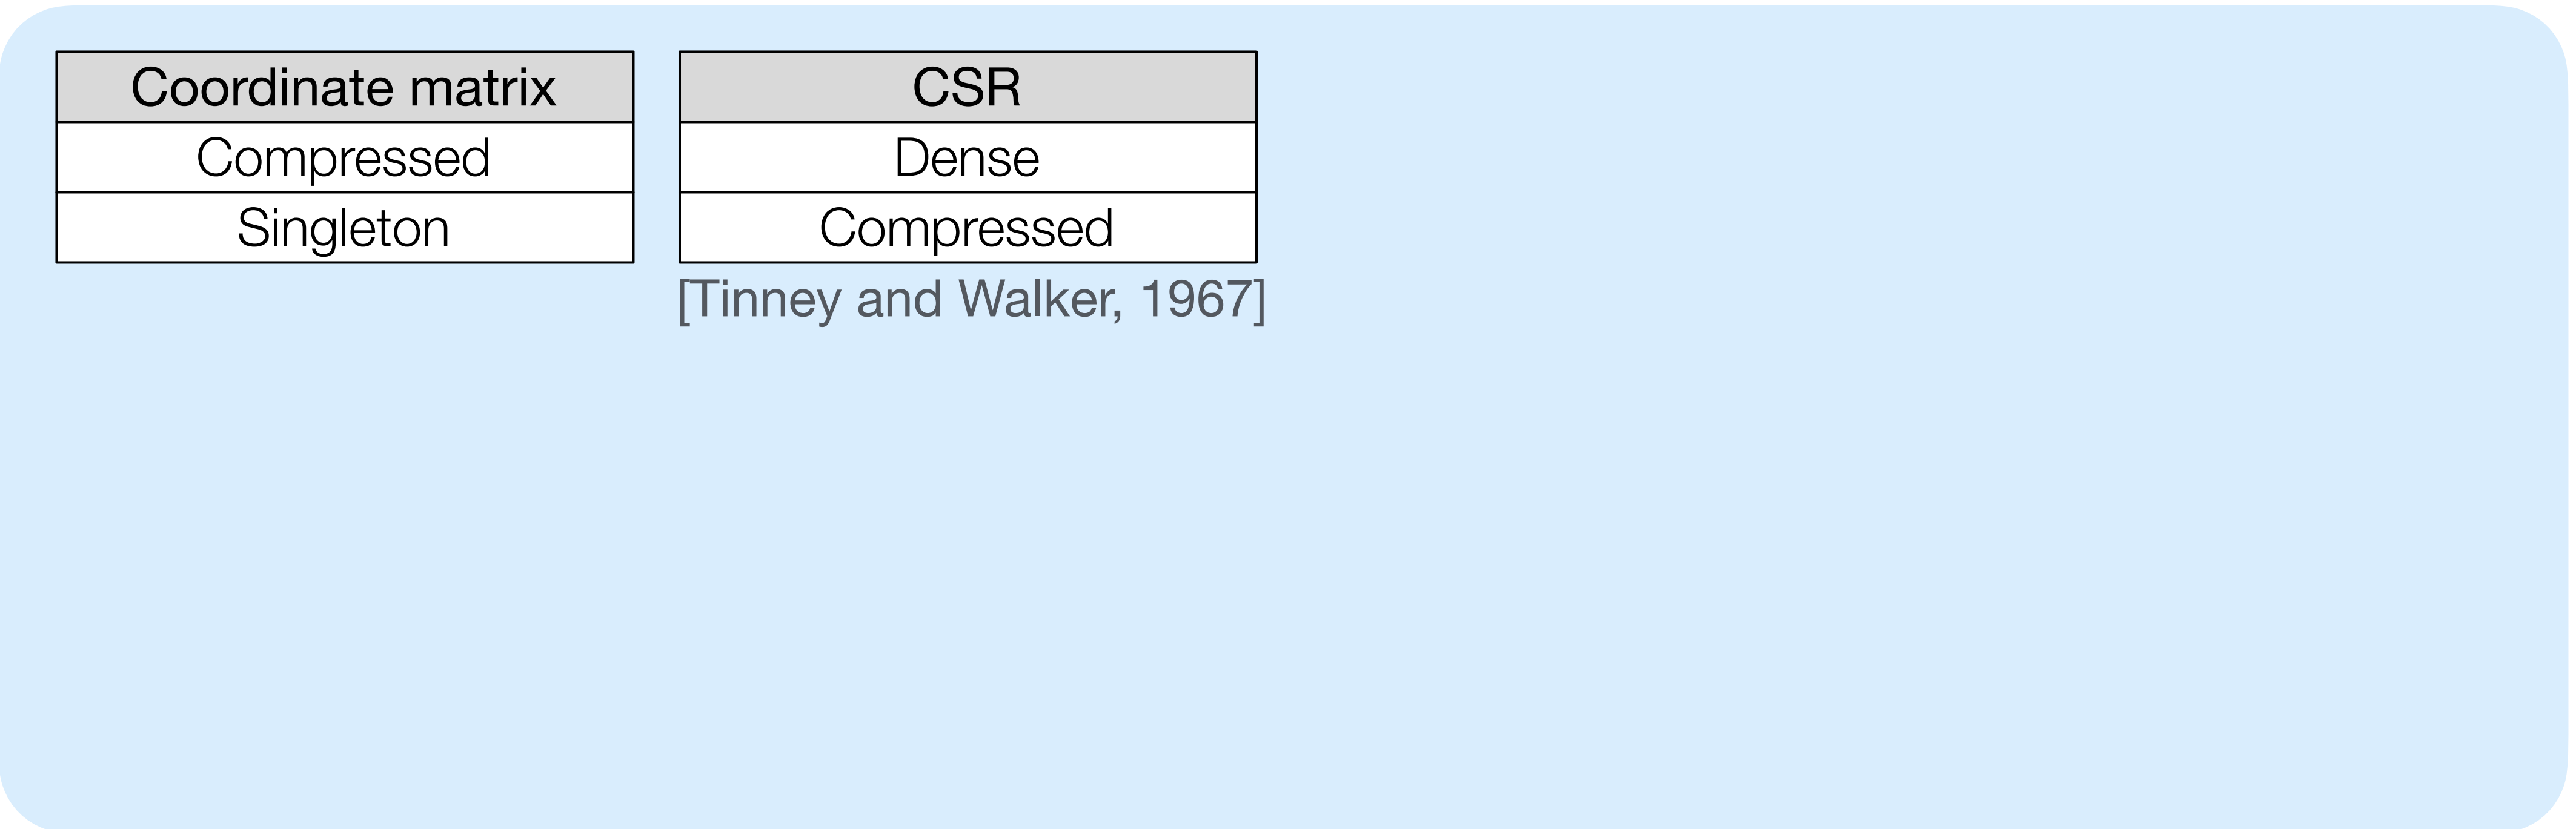 Coordinate matrix
Compressed
Singleton
CSR
Dense
Compressed
[Tinney and Walker, 1967]